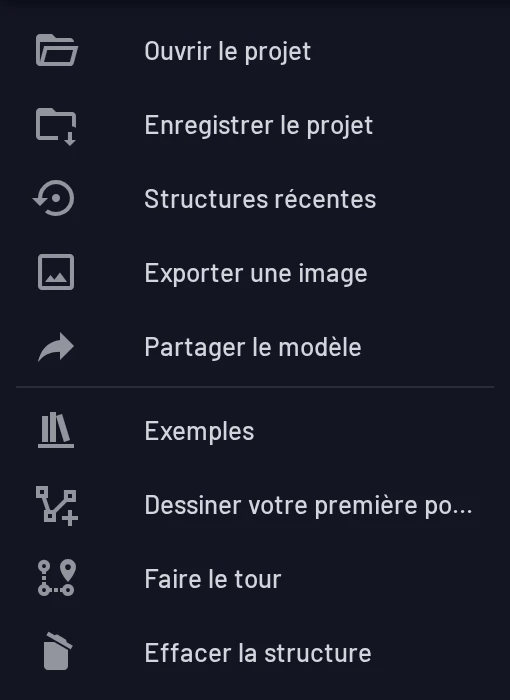 Ouvrir le projet
Enregistrer le projet
Structures récentes
Exporter une image
Partager le modèle
Exemples
Dessiner votre première po...
Faire le tour
Effacer la structure